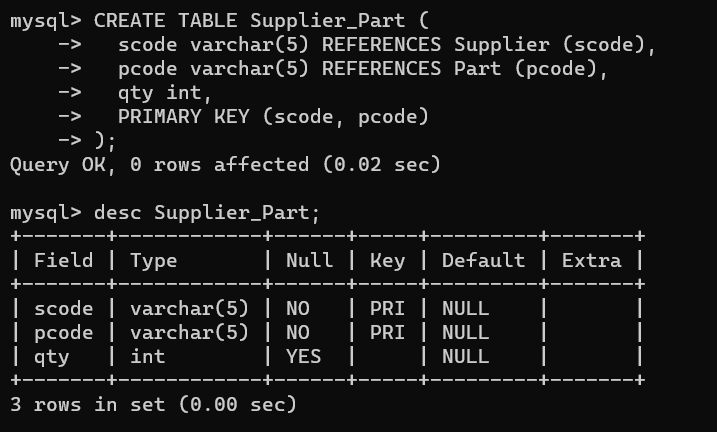 mysql> CREATE TABLE Supplier_Part (
    ->   scode varchar(5) REFERENCES Supplier (scode),
    ->   pcode varchar(5) REFERENCES Part (pcode),
    ->   qty int,
    ->   PRIMARY KEY (scode, pcode)
    -> );
Query OK, 0 rows affected (0.02 sec)

mysql> desc Supplier_Part;
+-------+------------+------+-----+---------+-------+
| Field | Type       | Null | Key | Default | Extra |
+-------+------------+------+-----+---------+-------+
| scode | varchar(5) | NO   | PRI | NULL    |       |
| pcode | varchar(5) | NO   | PRI | NULL    |       |
| qty   | int        | YES  |     | NULL    |       |
+-------+------------+------+-----+---------+-------+
3 rows in set (0.00 sec)